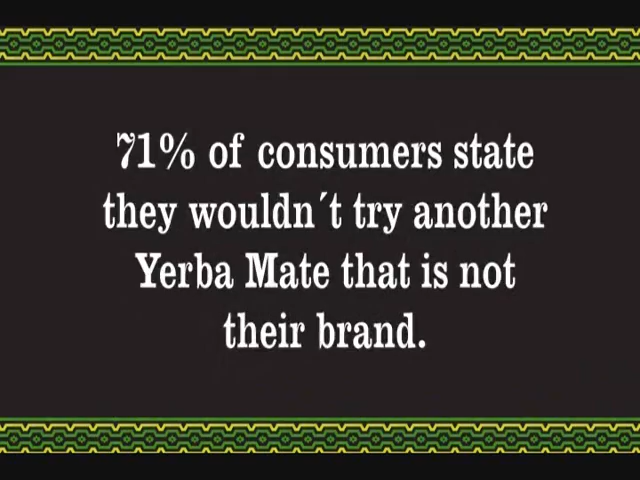 71% of consumers state
they wouldn´t try another
Yerba Mate that is not
their brand.